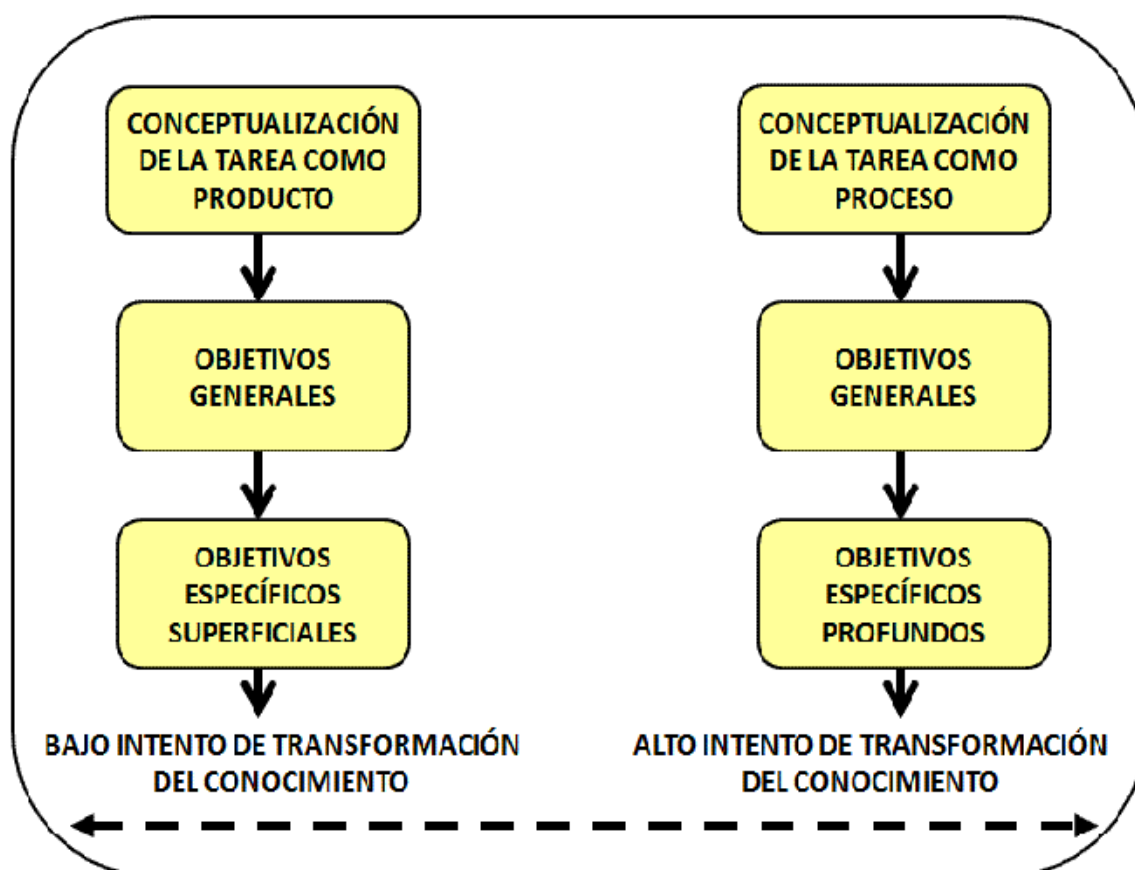 CONCEPTUALIZACIÓN
DE LA TAREA COMO
PRODUCTO
OBJETIVOS
GENERALES
OBJETIVOS
ESPECÍFICOS
SUPERFICIALES
BAJO INTENTO DE TRANSFORMACIÓN
DEL CONOCIMIENTO
CONCEPTUALIZACIÓN
DE LA TAREA COMO
PROCESO
OBJETIVOS
GENERALES
OBJETIVOS
ESPECÍFICOS
PROFUNDOS
ALTO INTENTO DE TRANSFORMACIÓN
DEL CONOCIMIENTO